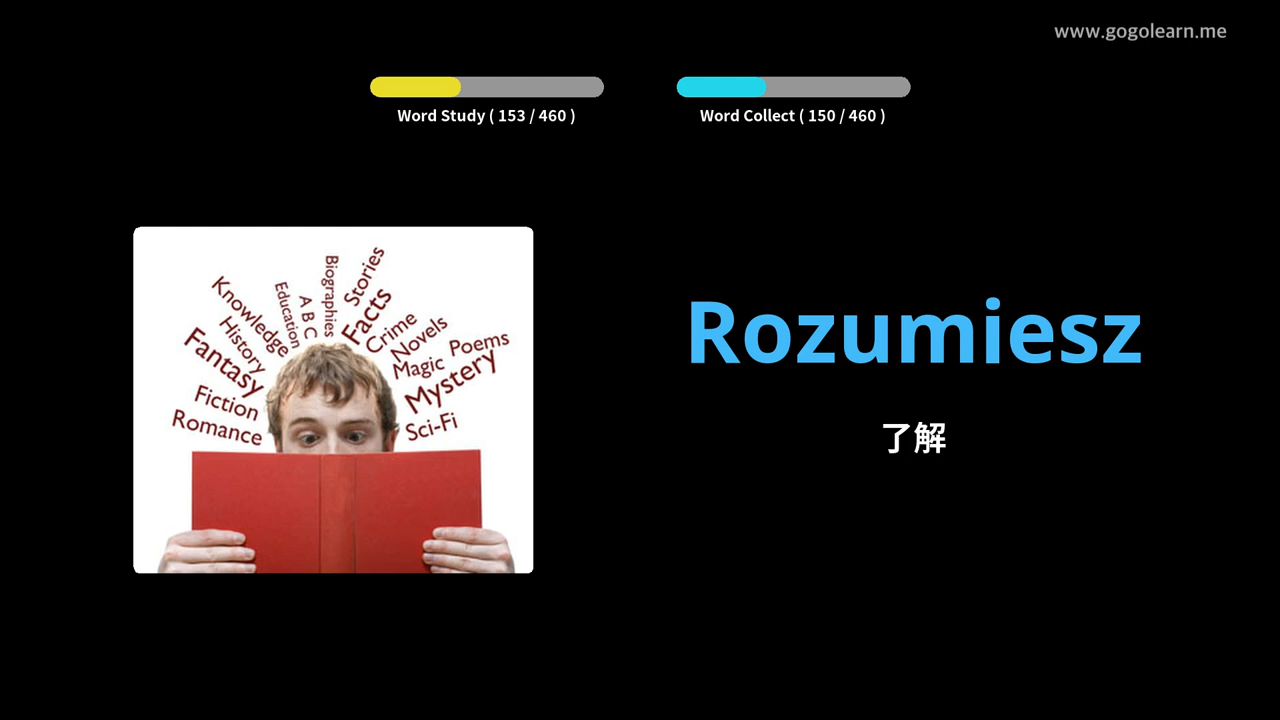 www.gogolearn.me
Word Study ( 153 / 460 )
Word Collect ( 150 / 460 )
Knowledge
Education
A B C
Biographies
Stories
Facts
Crime
Novels
Poems
History
Fantasy
Magic
Mystery
Fiction
Romance
Sci-Fi
Rozumiesz
了解